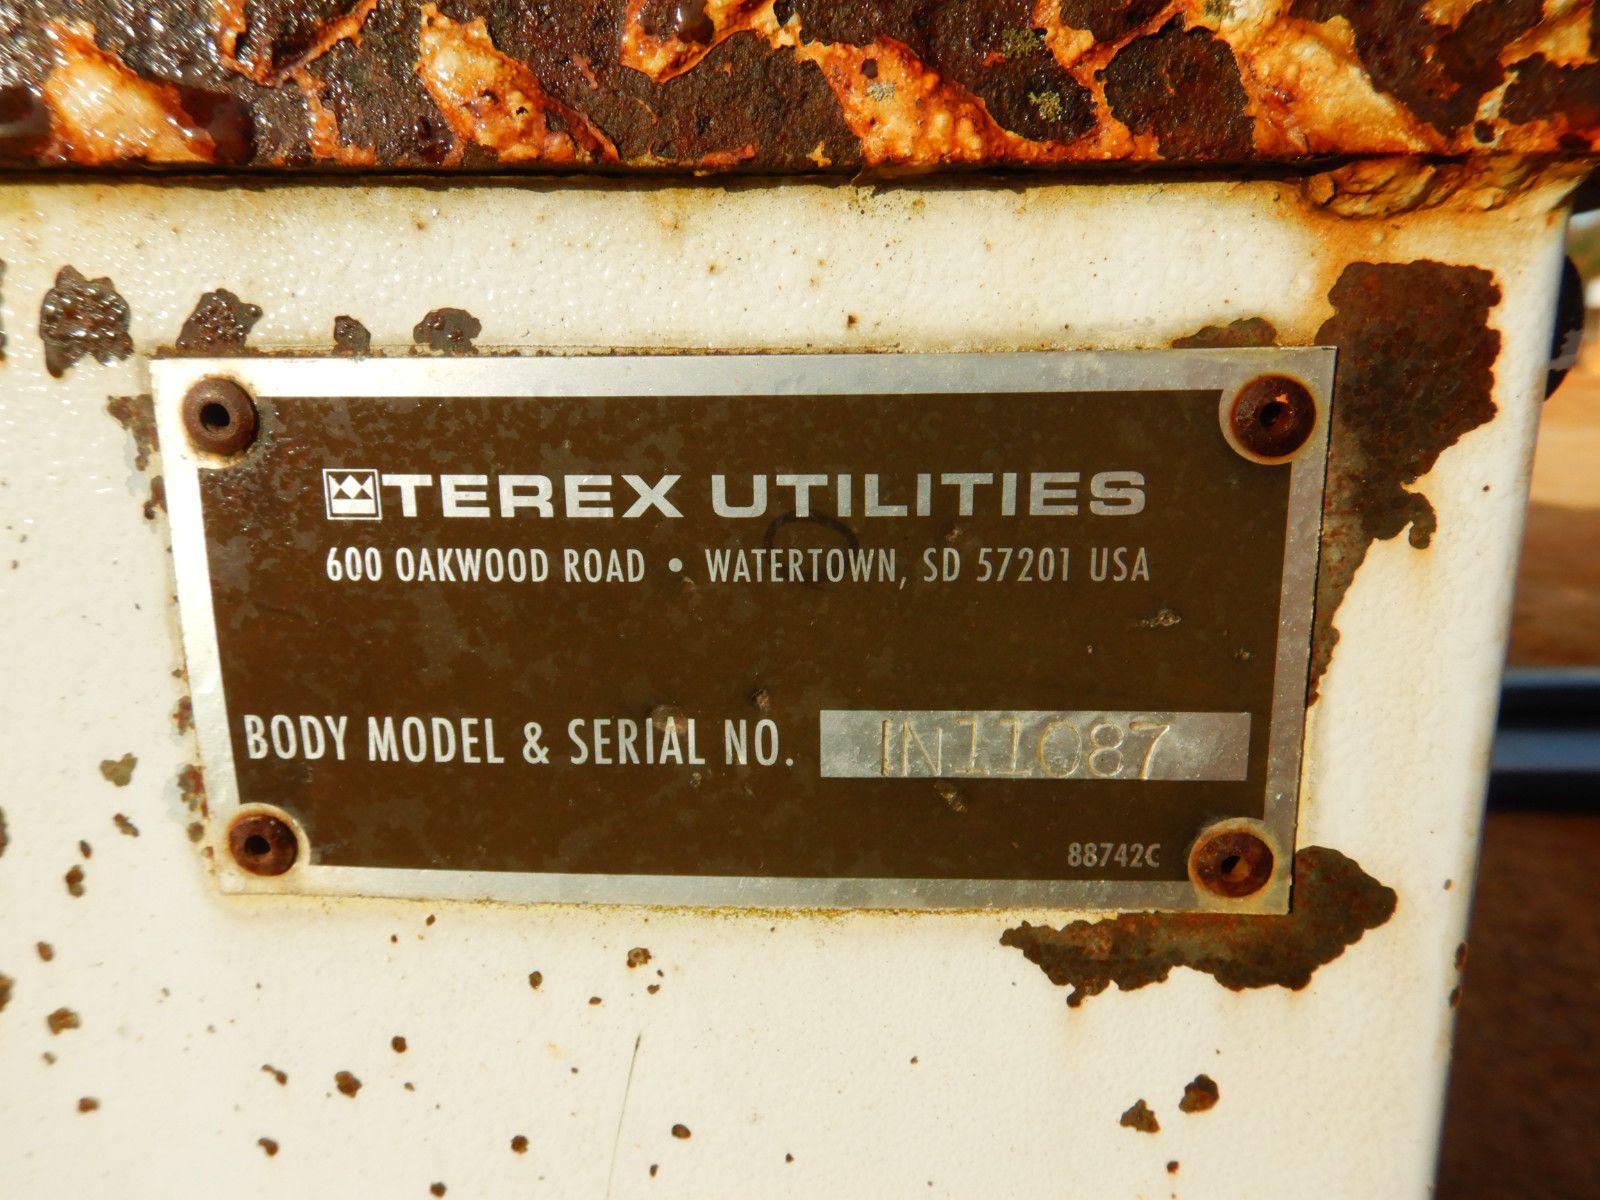 TEREX UTILITIES
600 OAKWOOD ROAD • WATERTOWN, SD 57201 USA
BODY MODEL & SERIAL NO. IN11087
88742C